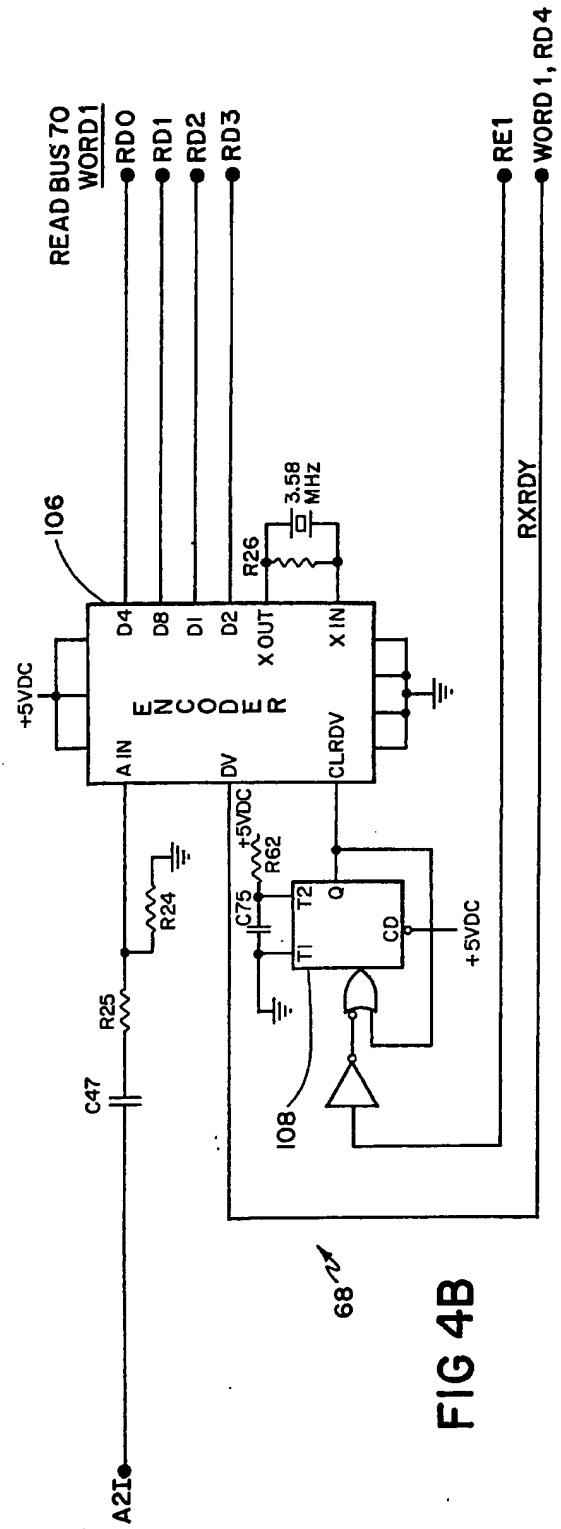 READ BUS 70
WORD1
RD0
RD1
RD2
RD3
RE1
WORD 1, RD4
RXRDY
106
+5VDC
D4
D8
D1
D2
X OUT
X IN
ENCODER
A IN
DV
CLRDV
R26
3.58
MHz
R24
R25
C47
A2I
+5VDC
R62
C75
T1
T2
Q
CD
+5VDC
108
68
FIG 4B